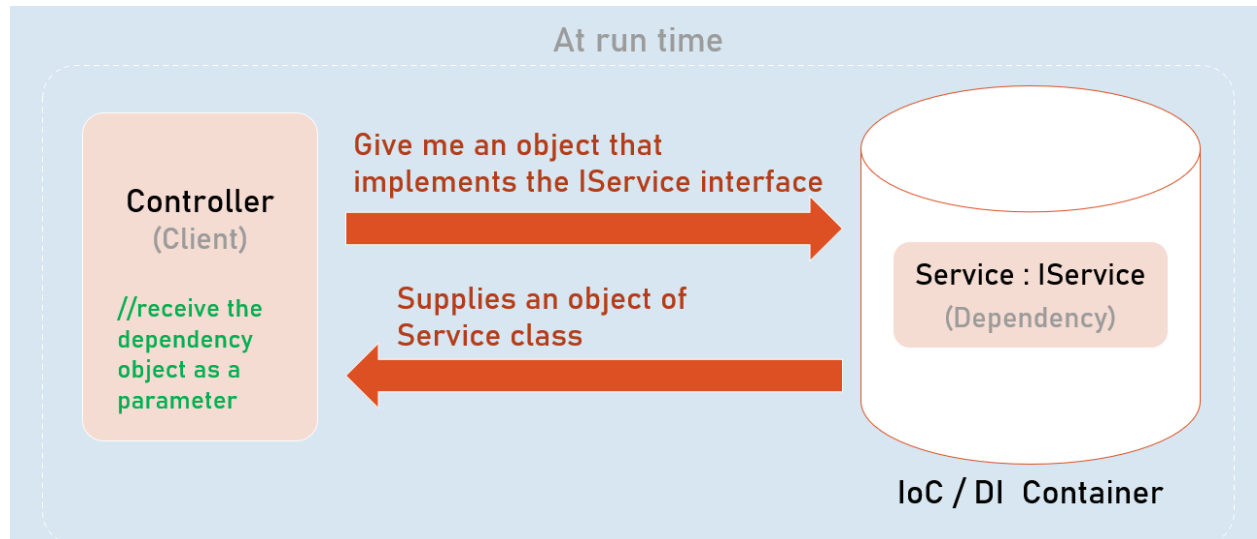 At run time
Controller
(Client)
//receive the
dependency
object as a
parameter
Give me an object that
implements the IService interface
Supplies an object of
Service class
Service : IService
(Dependency)
IoC / DI Container